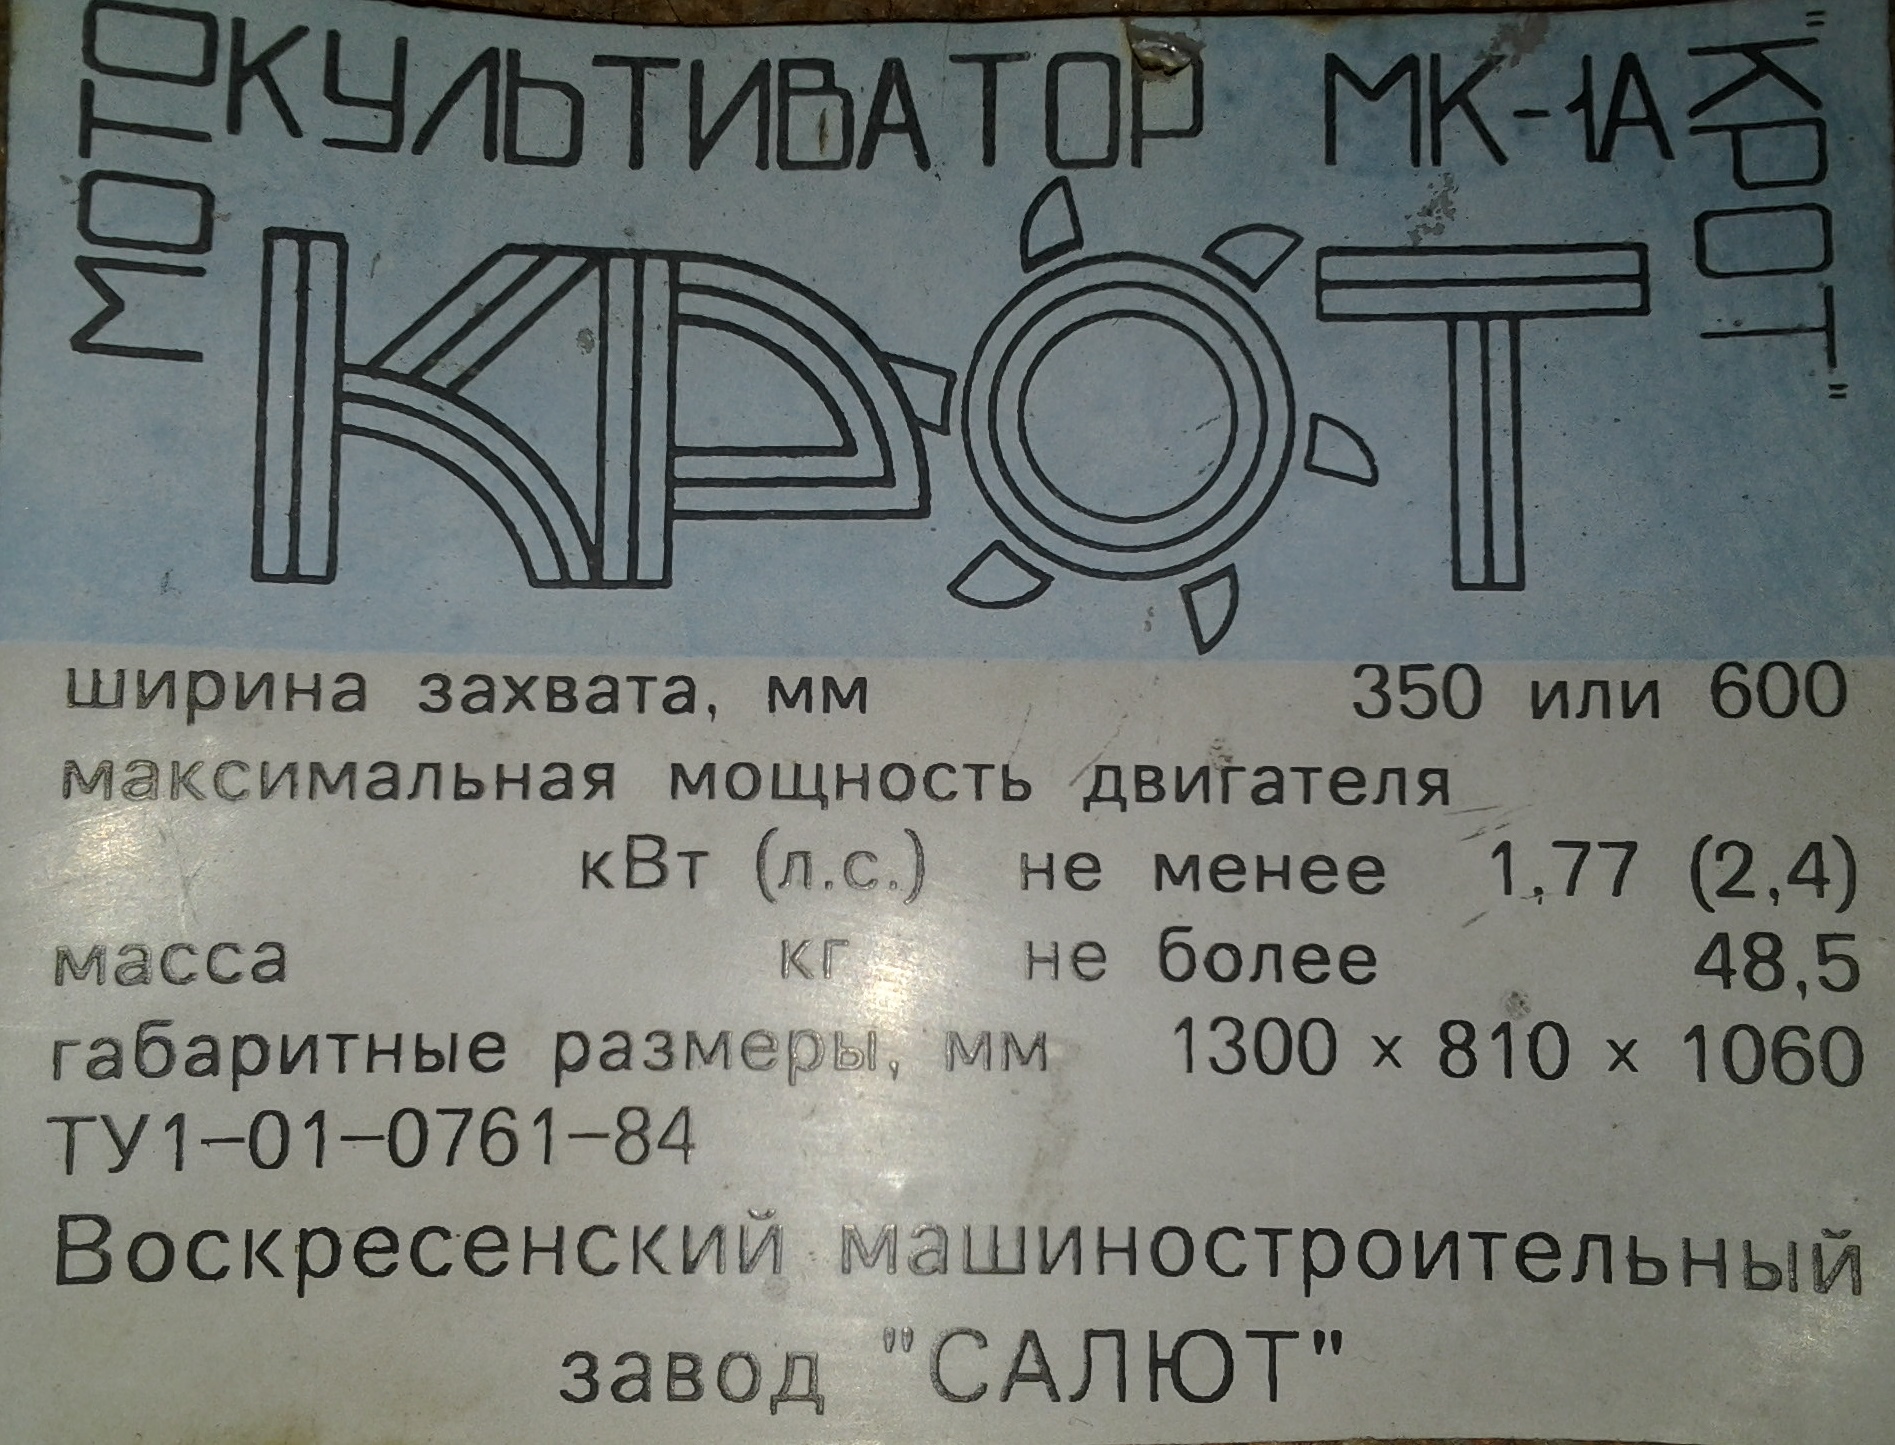 МОТОКУЛЬТИВАТОР МК-1А "КРОТ"
КРОТ
ширина захвата, мм 350 или 600
максимальная мощность двигателя
кВт (л.с.) не менее 1,77 (2,4)
масса кг не более 48,5
габаритные размеры, мм 1300 х 810 х 1060
ТУ1-01-0761-84
Воскресенский машиностроительный
завод "САЛЮТ"